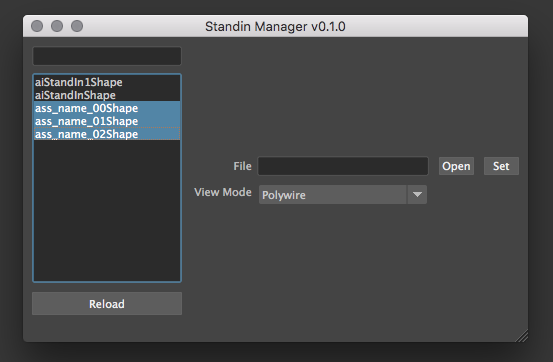 Standin Manager v0.1.0
aiStandIn1Shape
aiStandInShape
ass_name_00Shape
ass_name_01Shape
ass_name_02Shape
File
Open
Set
View Mode
Polywire
Reload